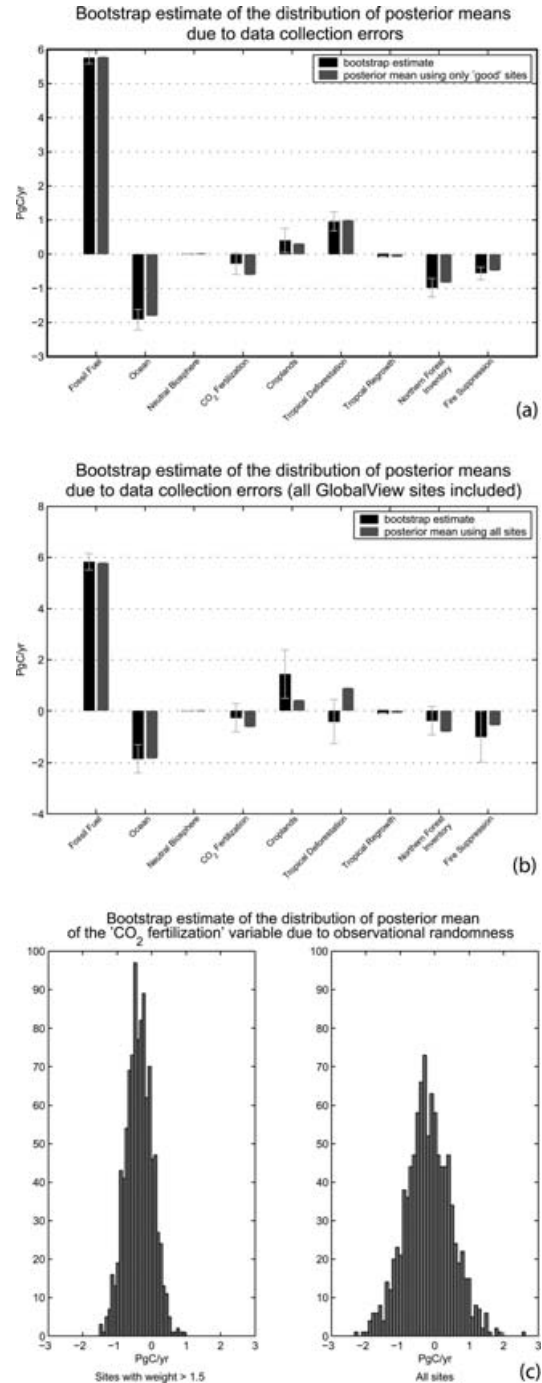 Bootstrap estimate of the distribution of posterior means
due to data collection errors
bootstrap estimate
posterior mean using only 'good' sites
PgC/yr
6
5
4
3
2
1
0
−1
−2
−3
Fossil Fuel
Ocean
Neutral Biosphere
CO2 Fertilization
Croplands
Tropical Deforestation
Tropical Regrowth
Northern Forest
Inventory
Fire Suppression
(a)
Bootstrap estimate of the distribution of posterior means
due to data collection errors (all GlobalView sites included)
bootstrap estimate
posterior mean using all sites
PgC/yr
8
6
4
2
0
−2
−4
Fossil Fuel
Ocean
Neutral Biosphere
CO2 Fertilization
Croplands
Tropical Deforestation
Tropical Regrowth
Northern Forest
Inventory
Fire Suppression
(b)
Bootstrap estimate of the distribution of posterior mean
of the 'CO2 fertilization' variable due to observational randomness
100
90
80
70
60
50
40
30
20
10
0
−3 −2 −1 0 1 2 3
PgC/yr
Sites with weight > 1.5
100
90
80
70
60
50
40
30
20
10
0
−3 −2 −1 0 1 2 3
PgC/yr
All sites
(c)